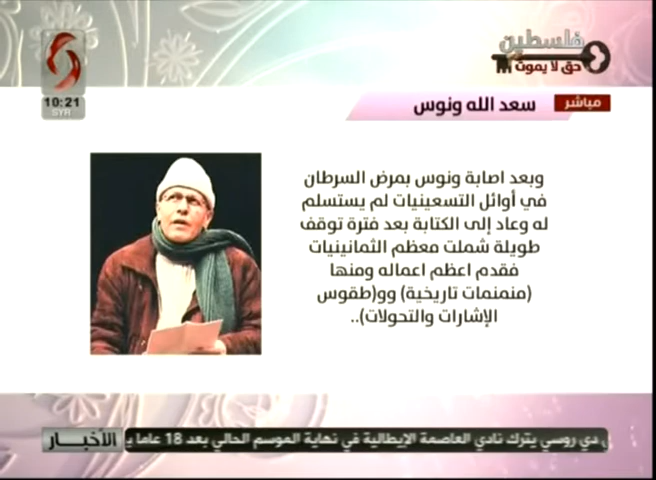 فلسطين
حق لا يموت
10:21
SYR
مباشر
سعد الله ونوس
وبعد اصابة ونوس بمرض السرطان
في أوائل التسعينيات لم يستسلم
له وعاد إلى الكتابة بعد فترة توقف
طويلة شملت معظم الثمانينيات
فقدم اعظم اعماله ومنها
(منمنمات تاريخية) وو(طقوس
الإشارات والتحولات)..
الأخبار
دي روسي يترك نادي العاصمة الإيطالية في نهاية الموسم الحالي بعد 18 عاما